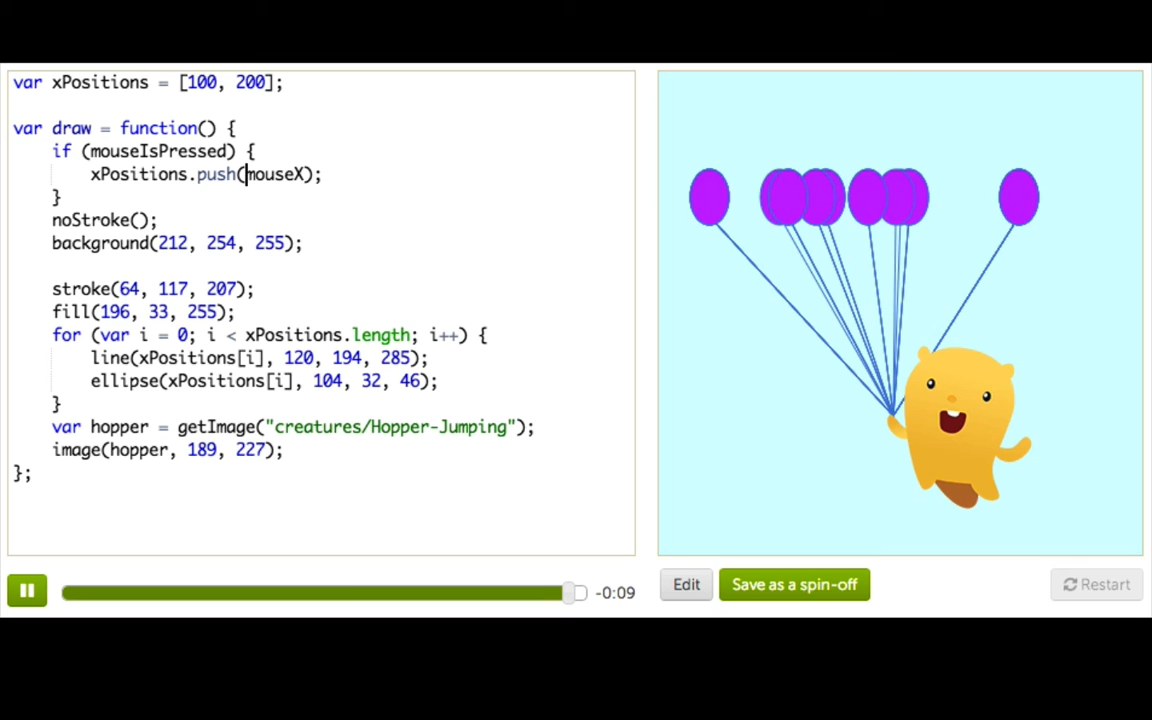 var xPositions = [100, 200];
var draw = function() {
if (mouseIsPressed) {
xPositions.push(mouseX);
}
noStroke();
background(212, 254, 255);
stroke(64, 117, 207);
fill(196, 33, 255);
for (var i = 0; i < xPositions.length; i++) {
line(xPositions[i], 120, 194, 285);
ellipse(xPositions[i], 104, 32, 46);
}
var hopper = getImage("creatures/Hopper-Jumping");
image(hopper, 189, 227);
};
-0:09
Edit
Save as a spin-off
Restart